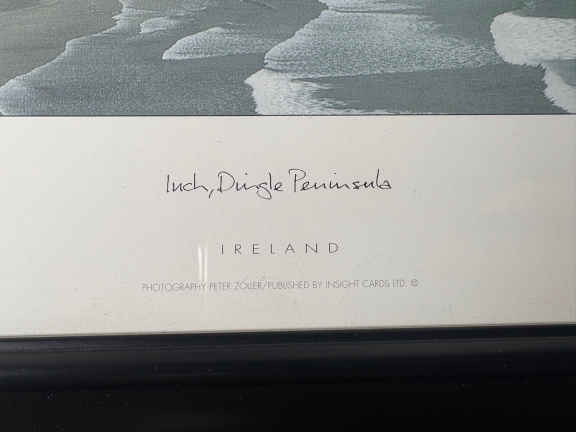 Inch, Dingle Peninsula
IRELAND
PHOTOGRAPHY PETER ZOLLER/PUBLISHED BY INSIGHT CARDS LTD. ©